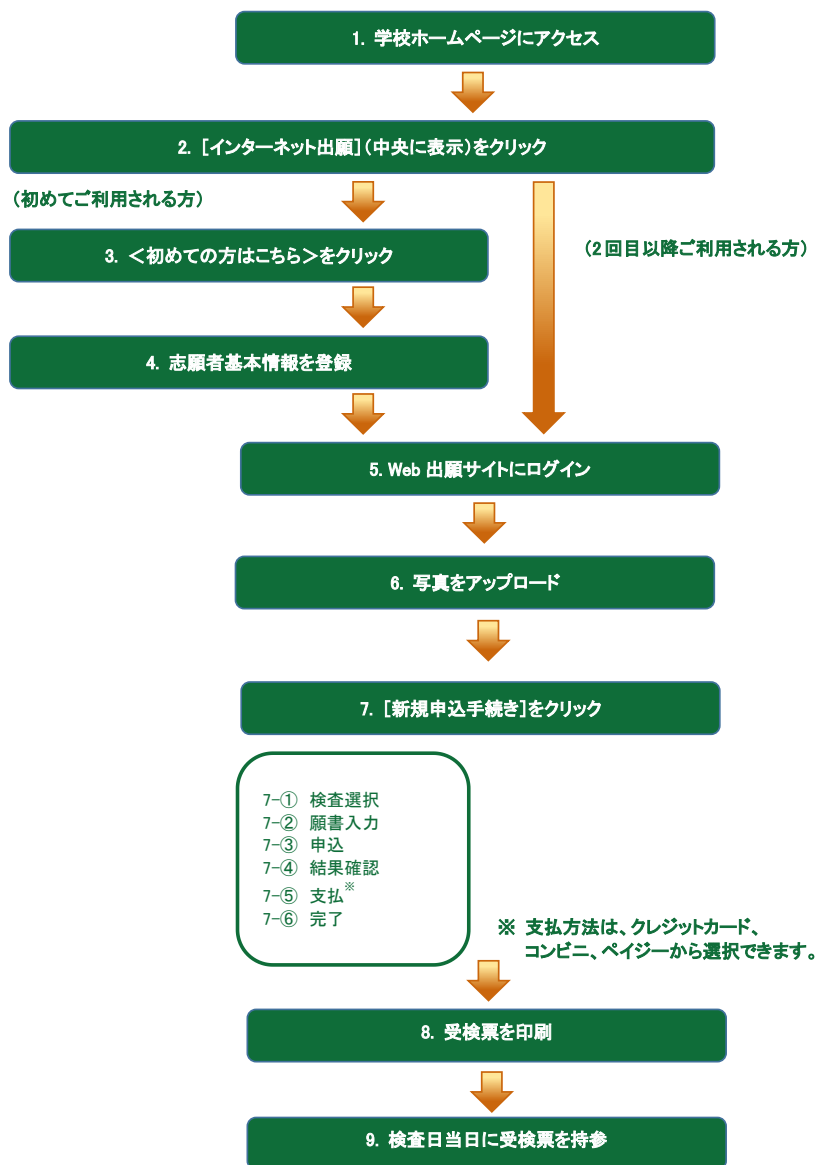 1. 学校ホームページにアクセス
2. [インターネット出願](中央に表示)をクリック
(初めてご利用される方)
(2回目以降ご利用される方)
3. <初めての方はこちら>をクリック
4. 志願者基本情報を登録
5. Web 出願サイトにログイン
6. 写真をアップロード
7. [新規申込手続き]をクリック
7-① 検査選択
7-② 願書入力
7-③ 申込
7-④ 結果確認
7-⑤ 支払※
7-⑥ 完了
※ 支払方法は、クレジットカード、
コンビニ、ペイジーから選択できます。
8. 受検票を印刷
9. 検査日当日に受検票を持参